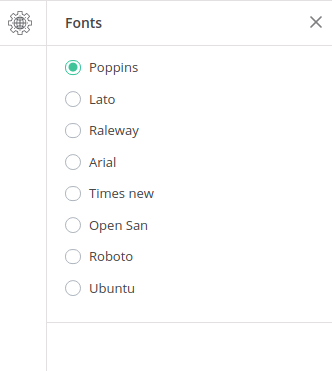 Fonts
Poppins
Lato
Raleway
Arial
Times new
Open San
Roboto
Ubuntu